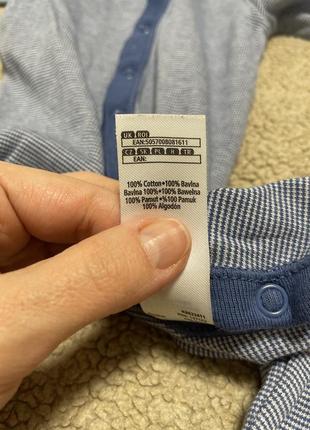 UK ROI
EAN:5057008081611
CZ SK PL H TR
EAN:
100% Cotton•100% Bavlna
Bavlna 100%•100% Bawełna
100% Pamut•%100 Pamuk
100% Algodón